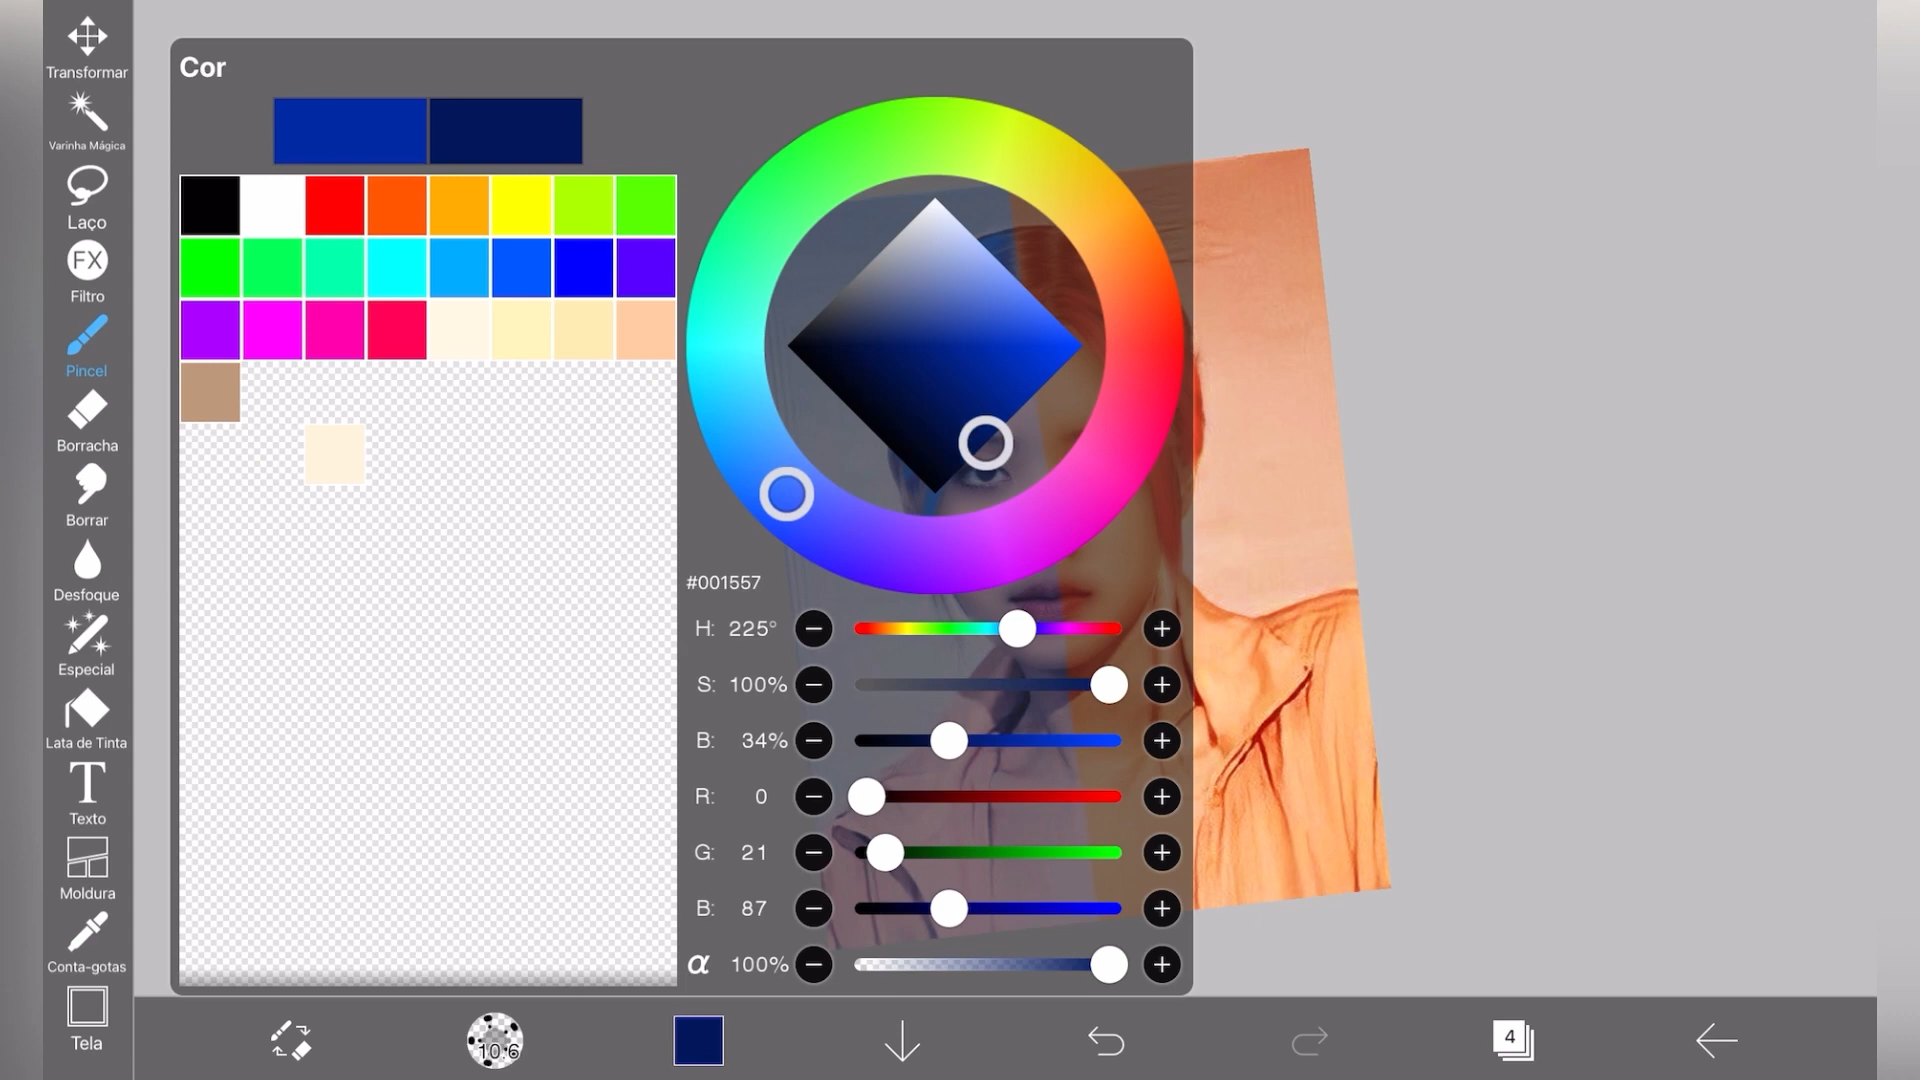 Transformar
Varinha Mágica
Laço
FX
Filtro
Pincel
Borracha
Borrar
Desfoque
Especial
Lata de Tinta
T
Texto
Moldura
Conta-gotas
Tela
Cor
#001557
H: 225°
S: 100%
B: 34%
R: 0
G: 21
B: 87
α 100%
10.6
4